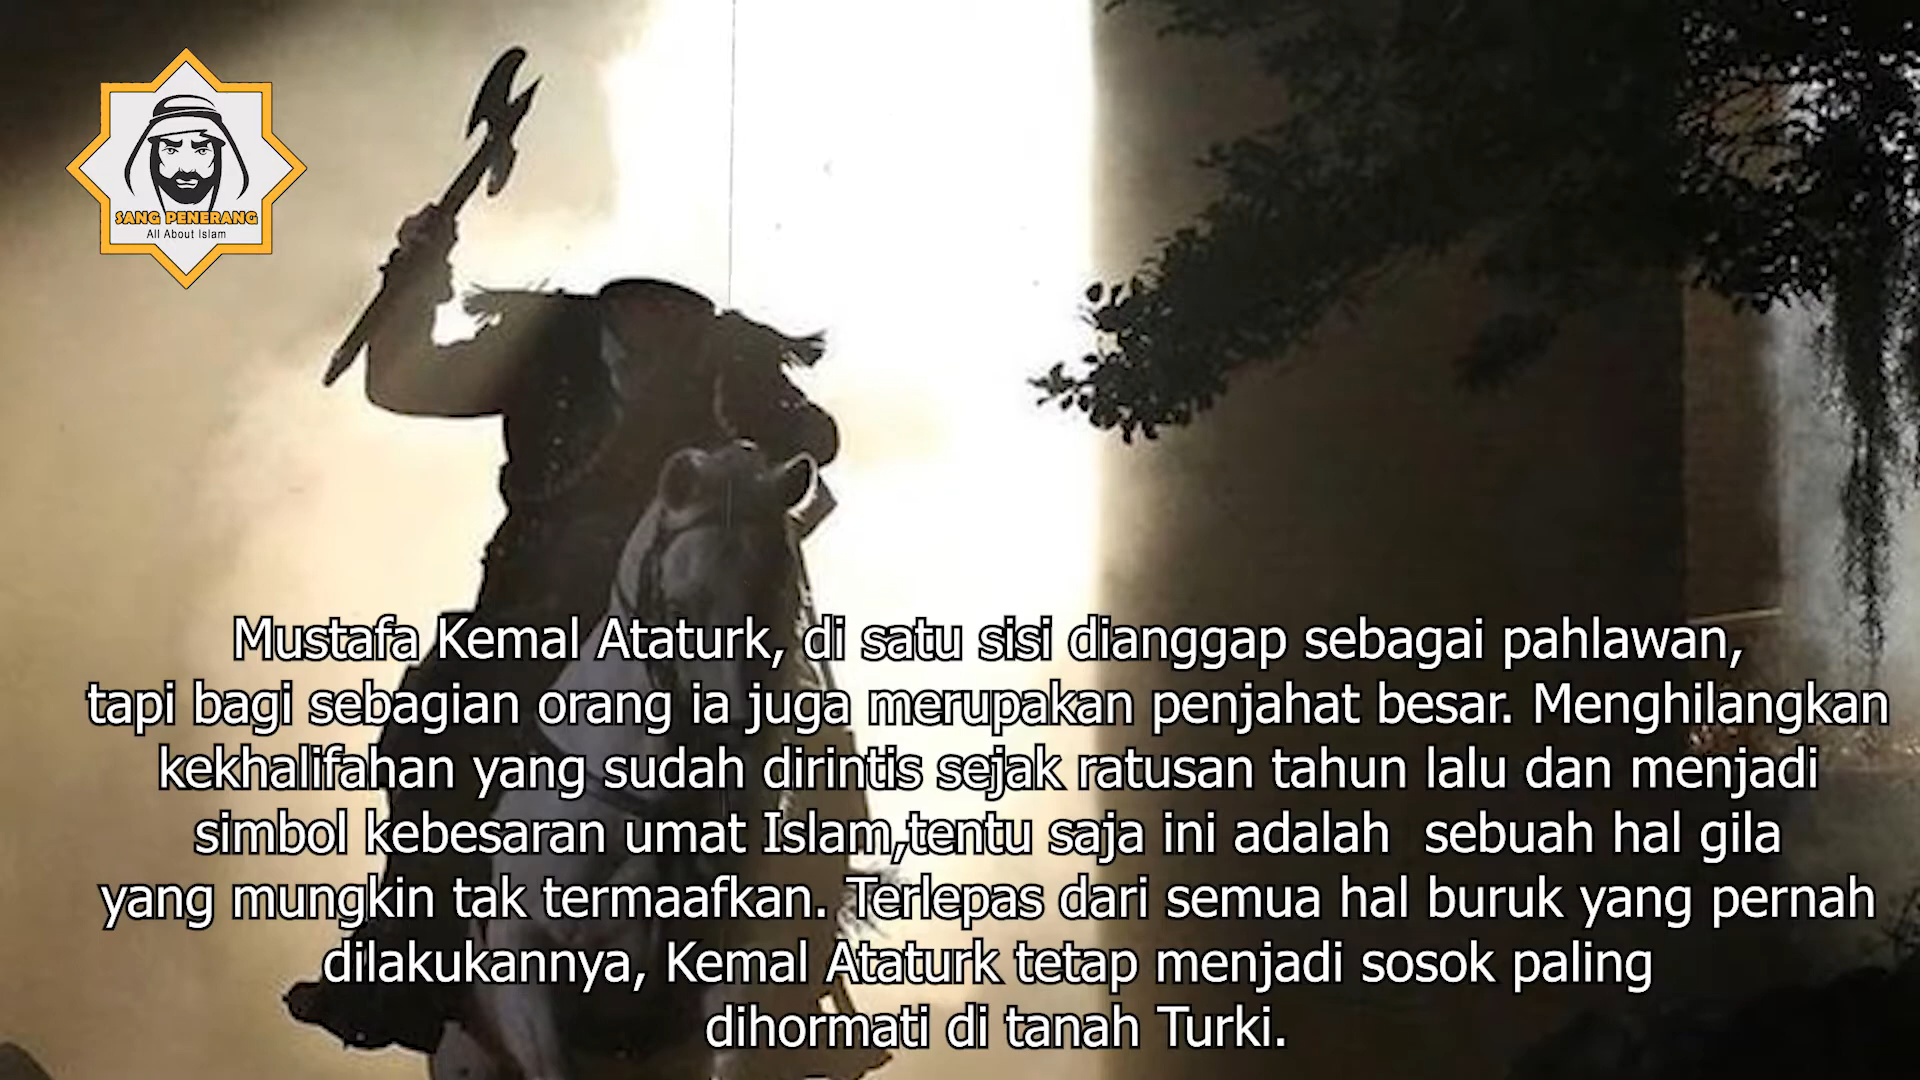 SANG PENERANG
All About Islam
Mustafa Kemal Ataturk, di satu sisi dianggap sebagai pahlawan,
tapi bagi sebagian orang ia juga merupakan penjahat besar. Menghilangkan
kekhalifahan yang sudah dirintis sejak ratusan tahun lalu dan menjadi
simbol kebesaran umat Islam,tentu saja ini adalah  sebuah hal gila
yang mungkin tak termaafkan. Terlepas dari semua hal buruk yang pernah
dilakukannya, Kemal Ataturk tetap menjadi sosok paling
dihormati di tanah Turki.